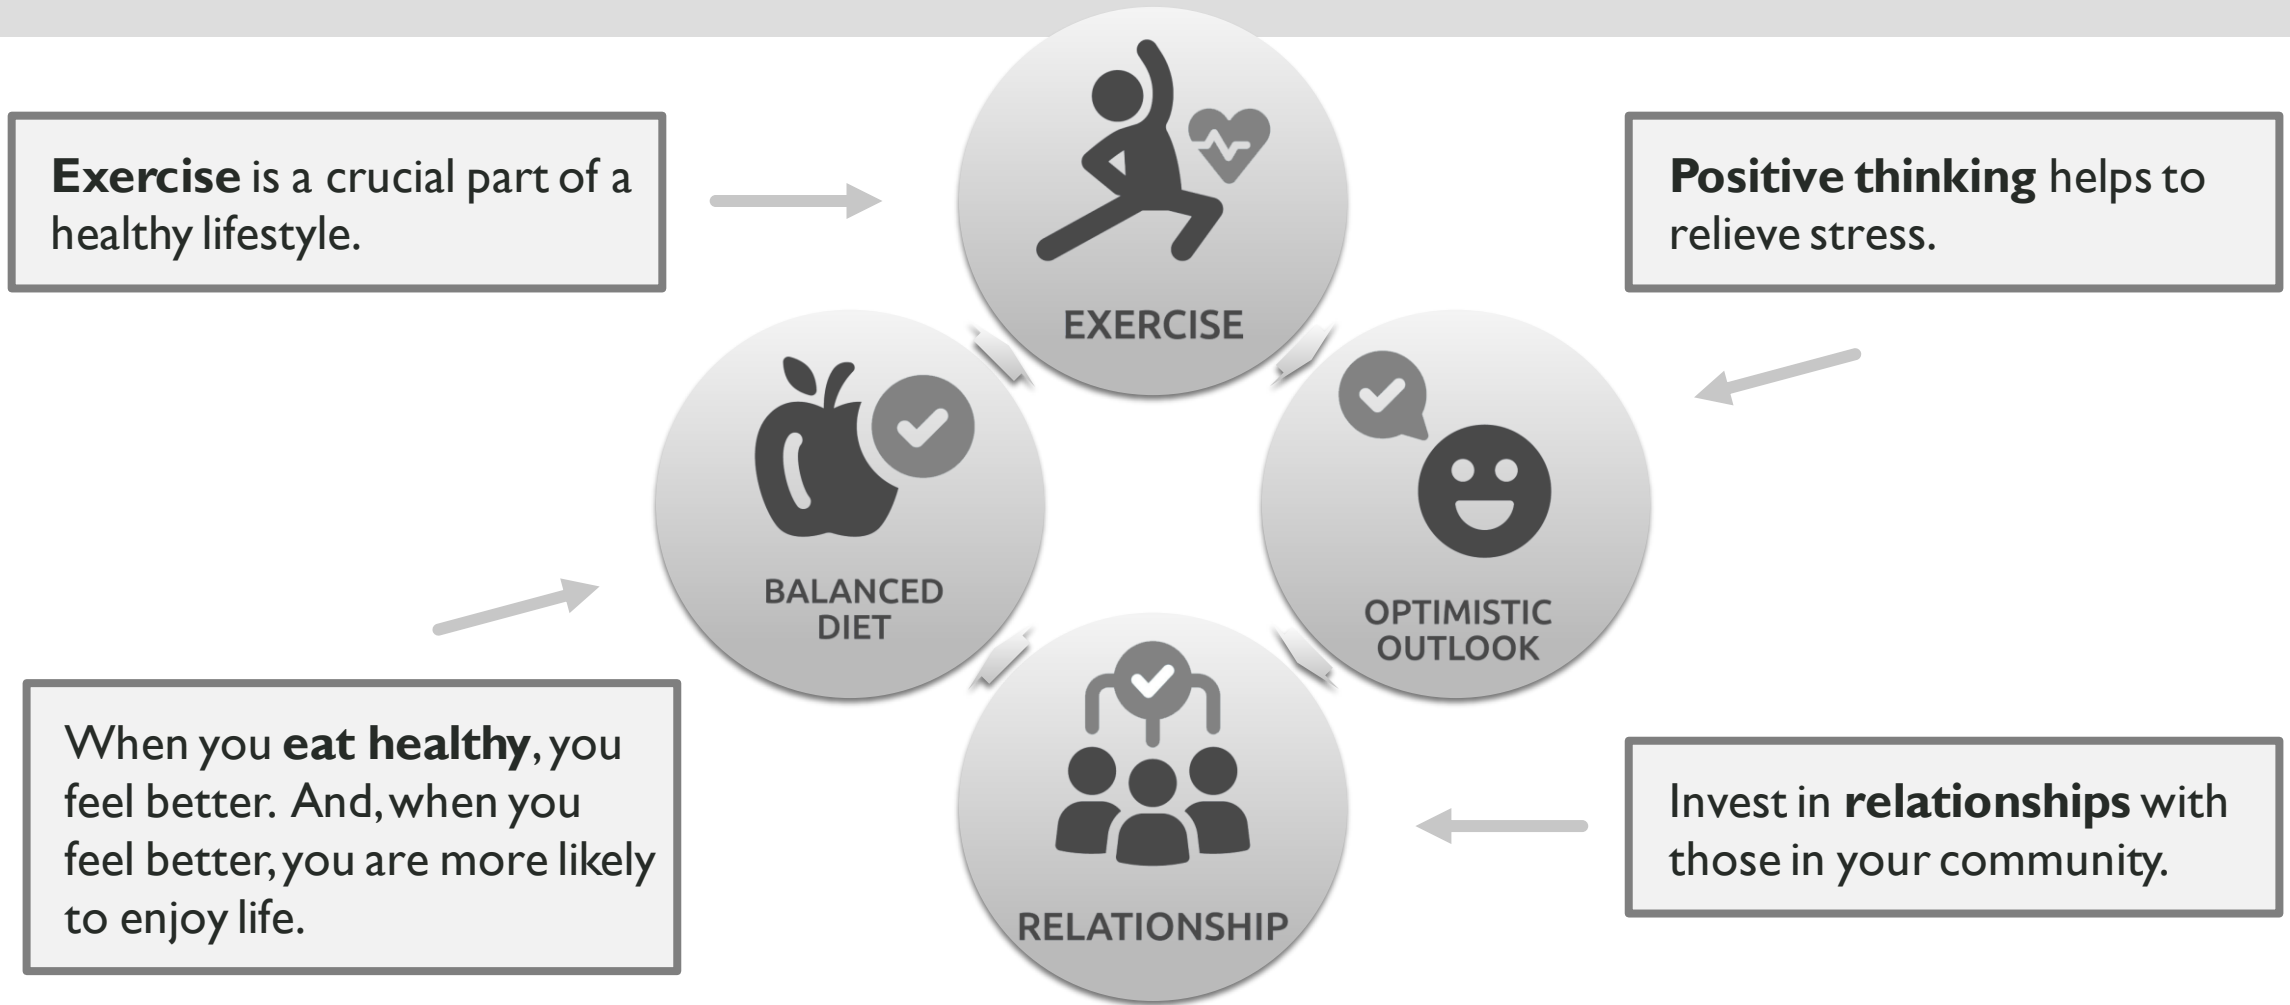 Exercise is a crucial part of a
healthy lifestyle.
EXERCISE
Positive thinking helps to
relieve stress.
BALANCED
DIET
OPTIMISTIC
OUTLOOK
When you eat healthy, you
feel better. And, when you
feel better, you are more likely
to enjoy life.
RELATIONSHIP
Invest in relationships with
those in your community.